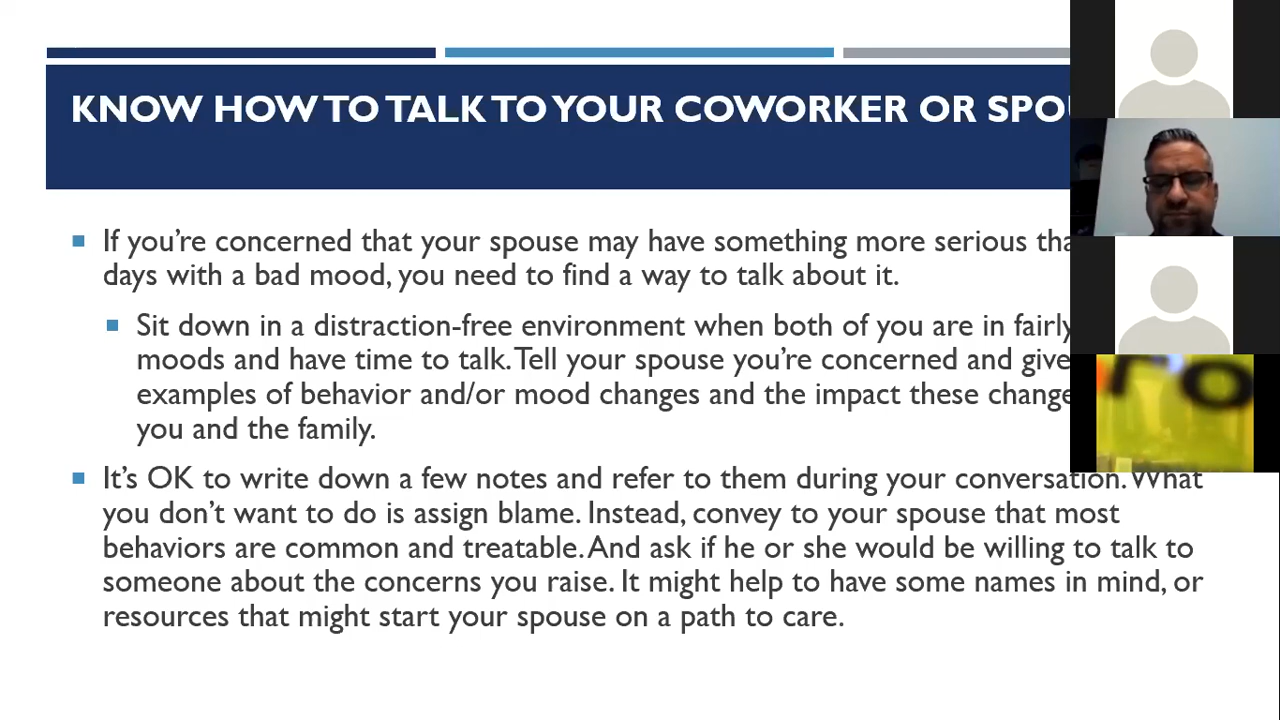 KNOW HOW TO TALK TO YOUR COWORKER OR
If you're concerned that your spouse may have something more serious
days with a bad mood, you need to find a way to talk about it.
Sit down in a distraction-free environment when both of you are in fairly
moods and have time to talk. Tell your spouse you're concerned and give
examples of behavior and/or mood changes and the impact these
you and the family.
It's OK to write down a few notes and refer to them during your conversation. What
you don't want to do is assign blame. Instead, convey to your spouse that most
behaviors are common and treatable. And ask if he or she would be willing to talk to
someone about the concerns you raise. It might help to have some names in mind, or
resources that might start your spouse on a path to care.